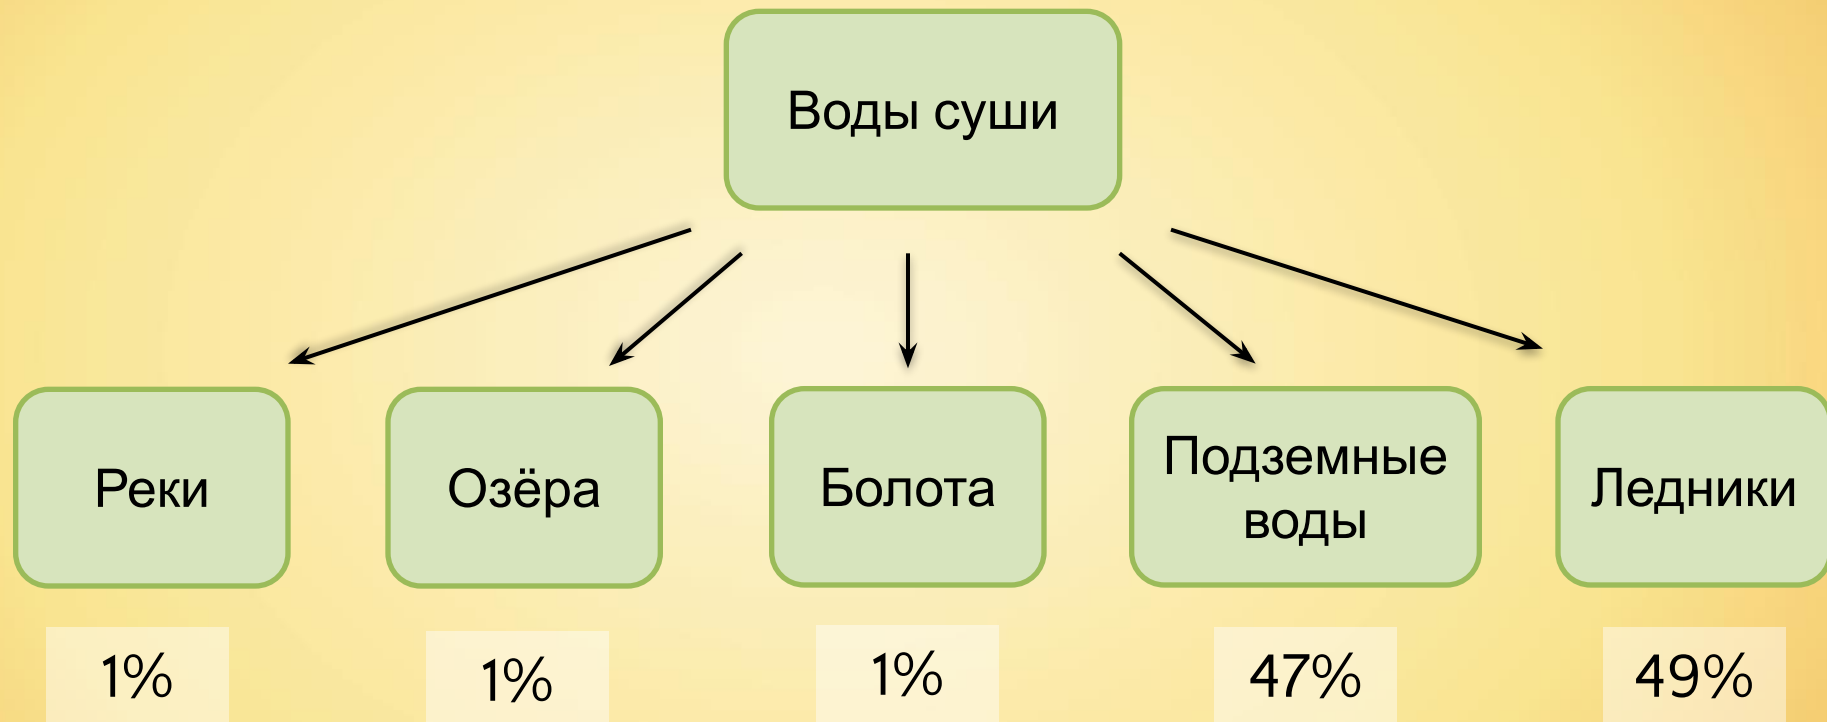 Воды суши
Реки
Озёра
Болота
Подземные
воды
Ледники
1%
1%
1%
47%
49%